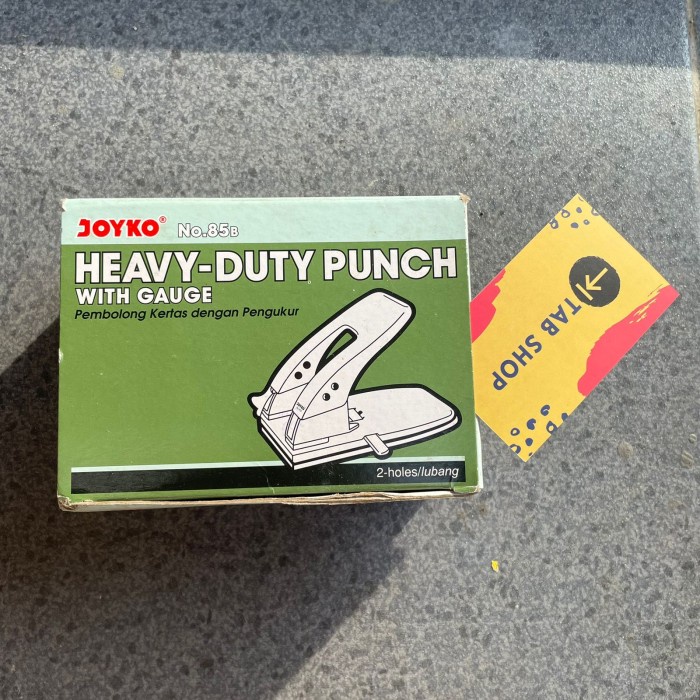 JOYKO® No.85B
HEAVY-DUTY PUNCH
WITH GAUGE
Pembolong Kertas dengan Pengukur
2-holes/lubang
TAB SHOP